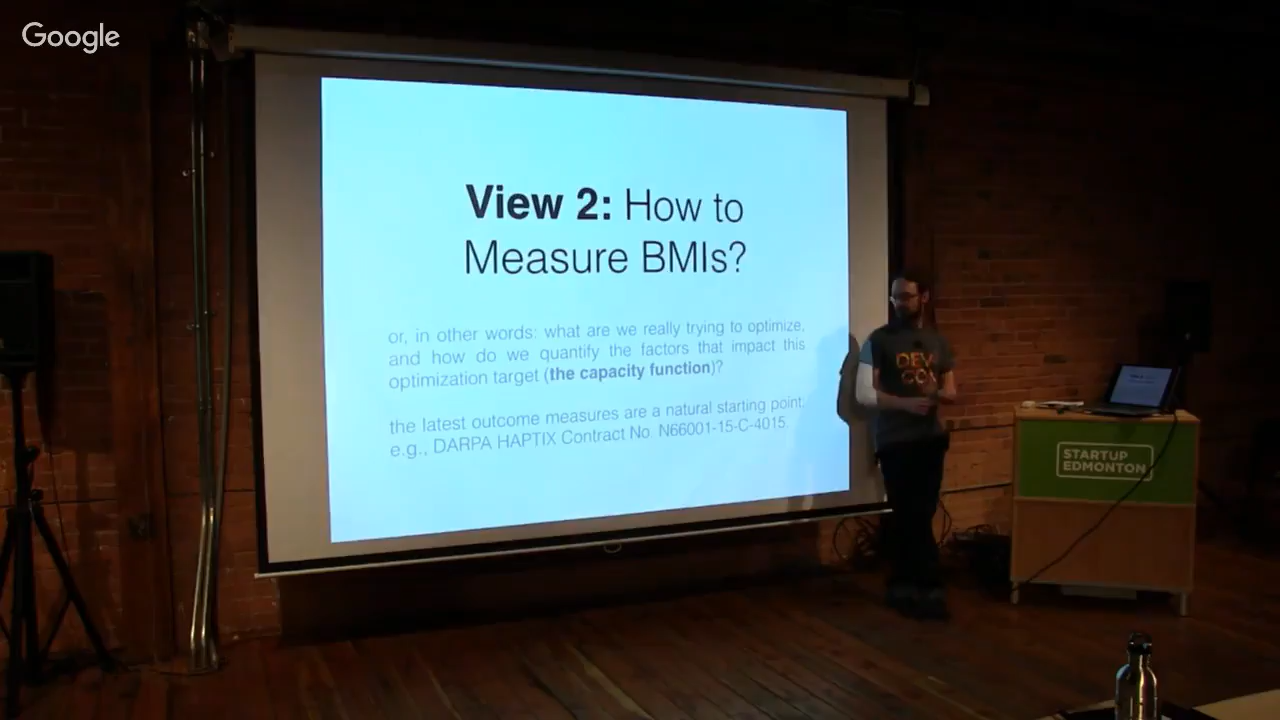 Google
View 2: How to
Measure BMIs?
or, in other words: what are we really trying to optimize,
and how do we quantify the factors that impact this
optimization target (the capacity function)?
the latest outcome measures are a natural starting point.
e.g., DARPA HAPTIX Contract No. N66001-15-C-4015.
DEV
CON
STARTUP
EDMONTON